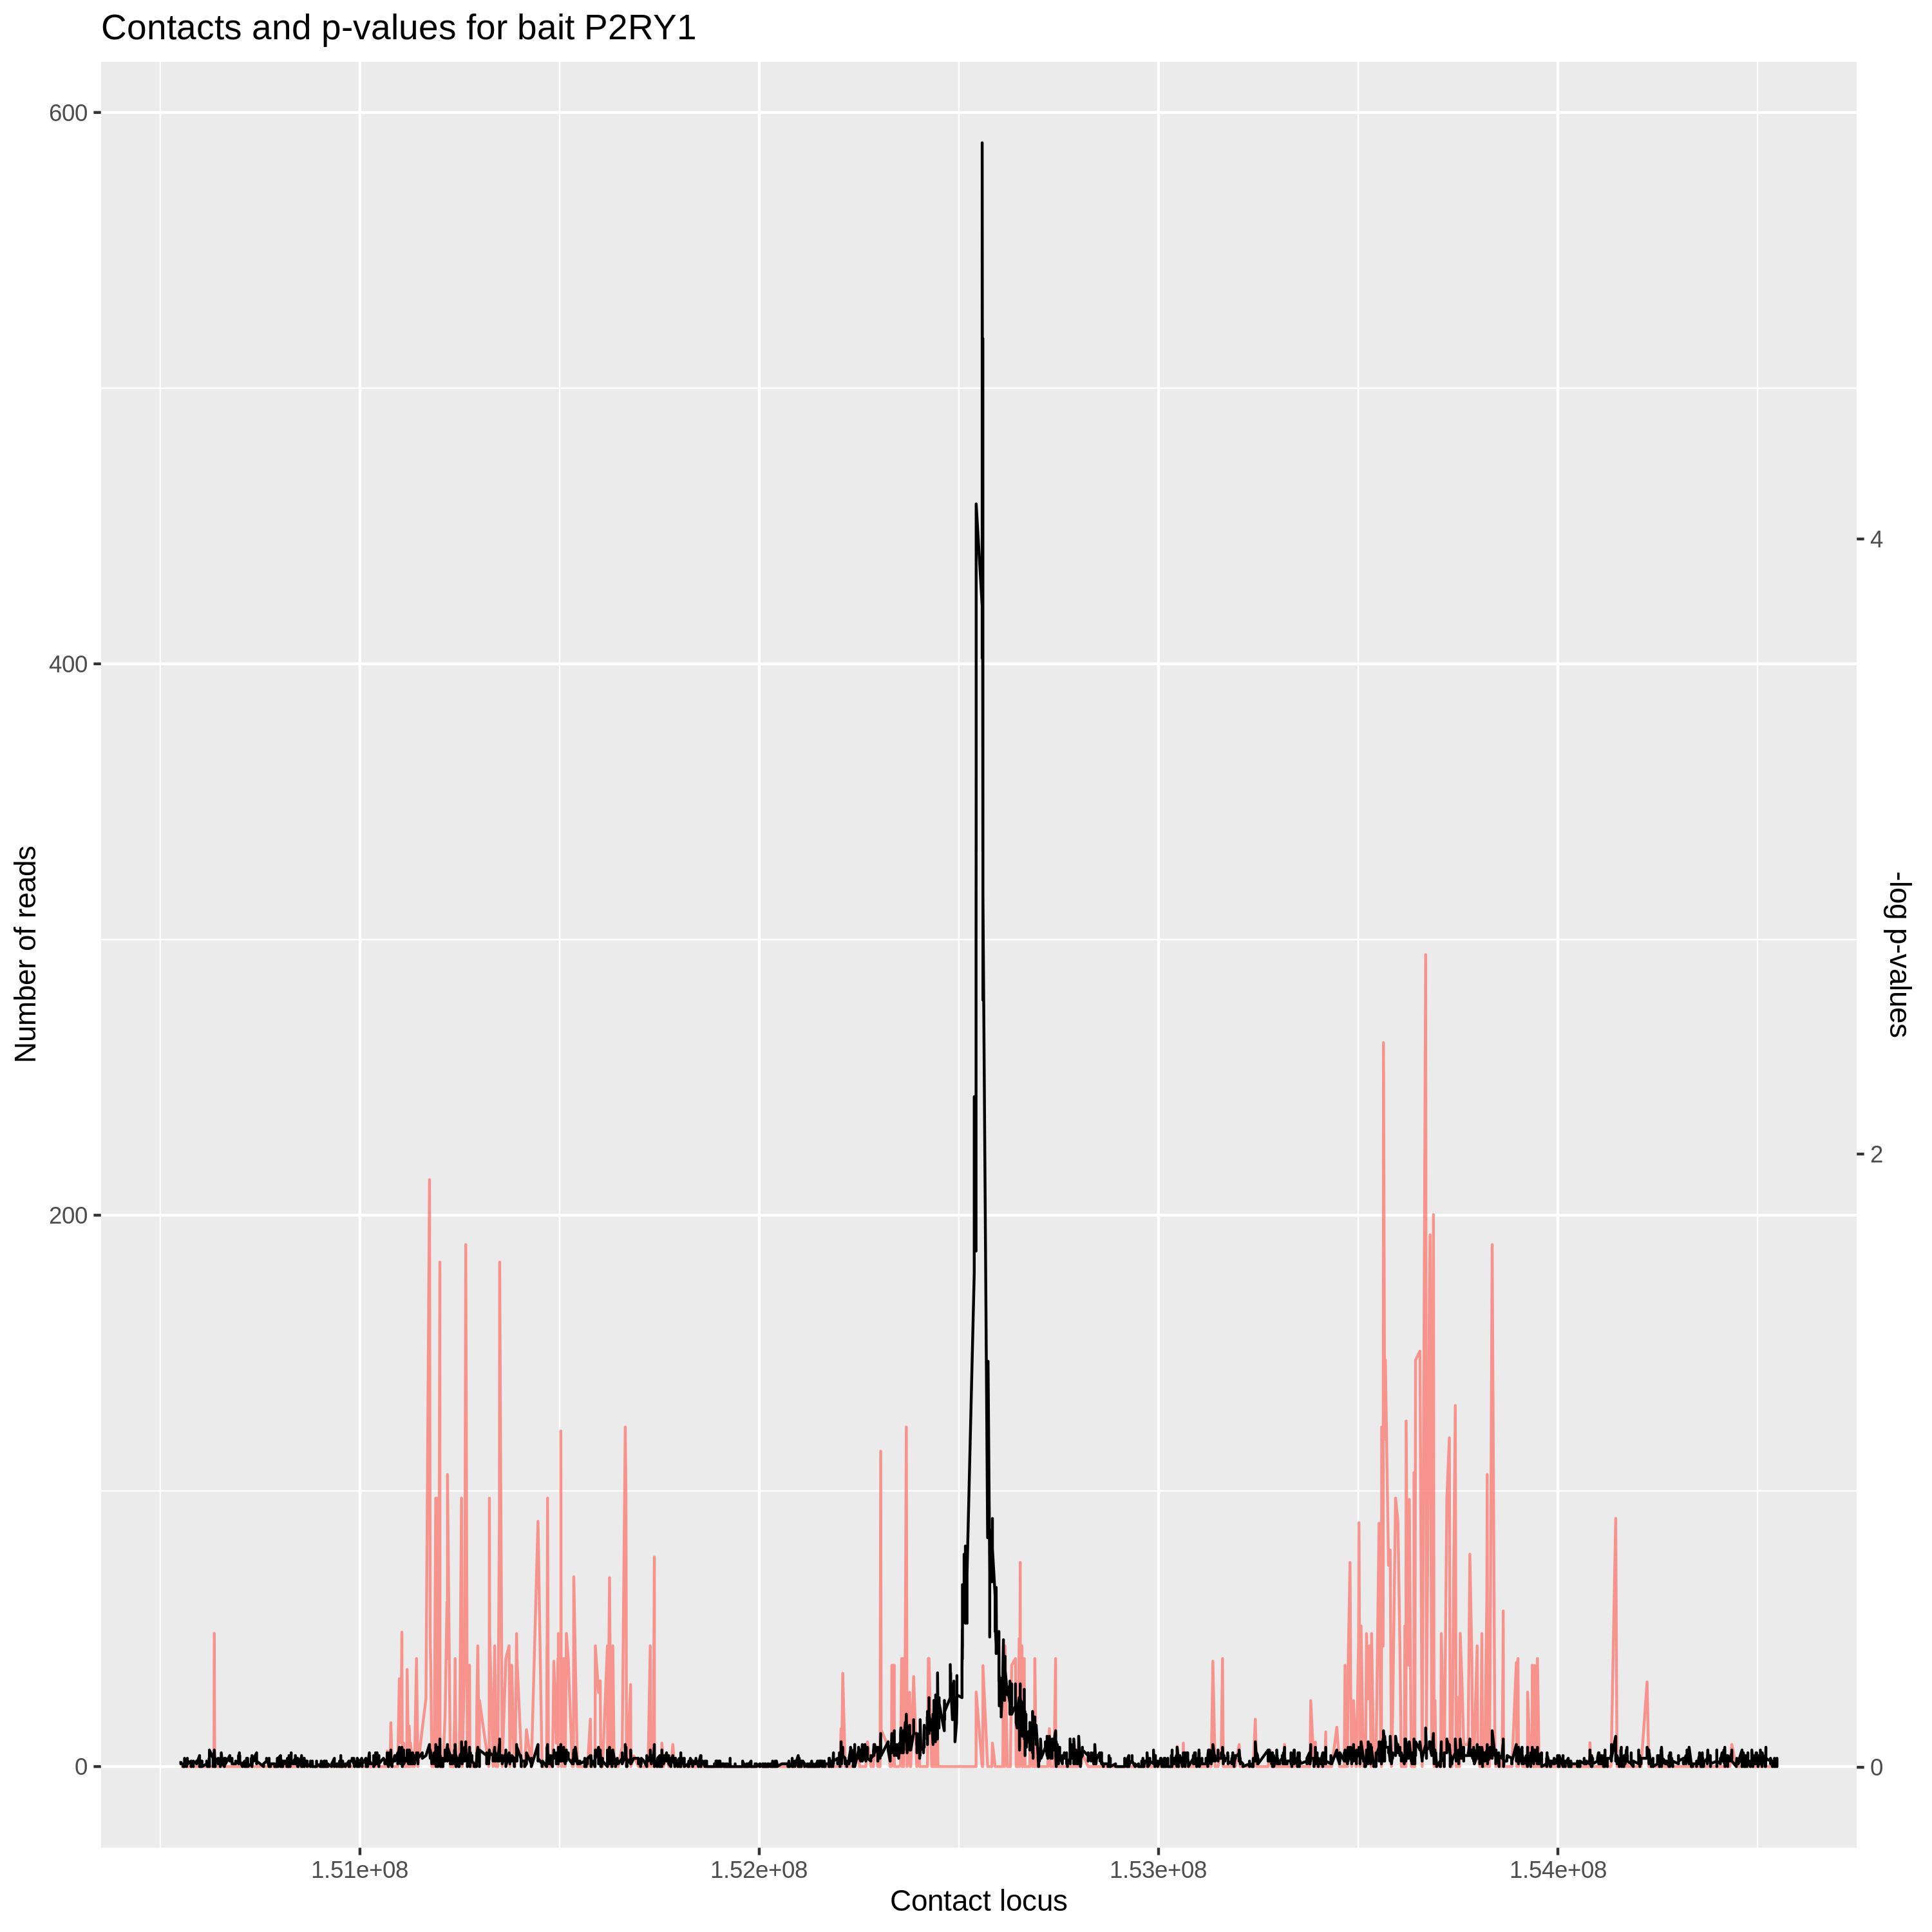 Contacts and p-values for bait P2RY1
600
400
200
0
Number of reads
4
2
0
-log p-values
1.51e+08
1.52e+08
1.53e+08
1.54e+08
Contact locus